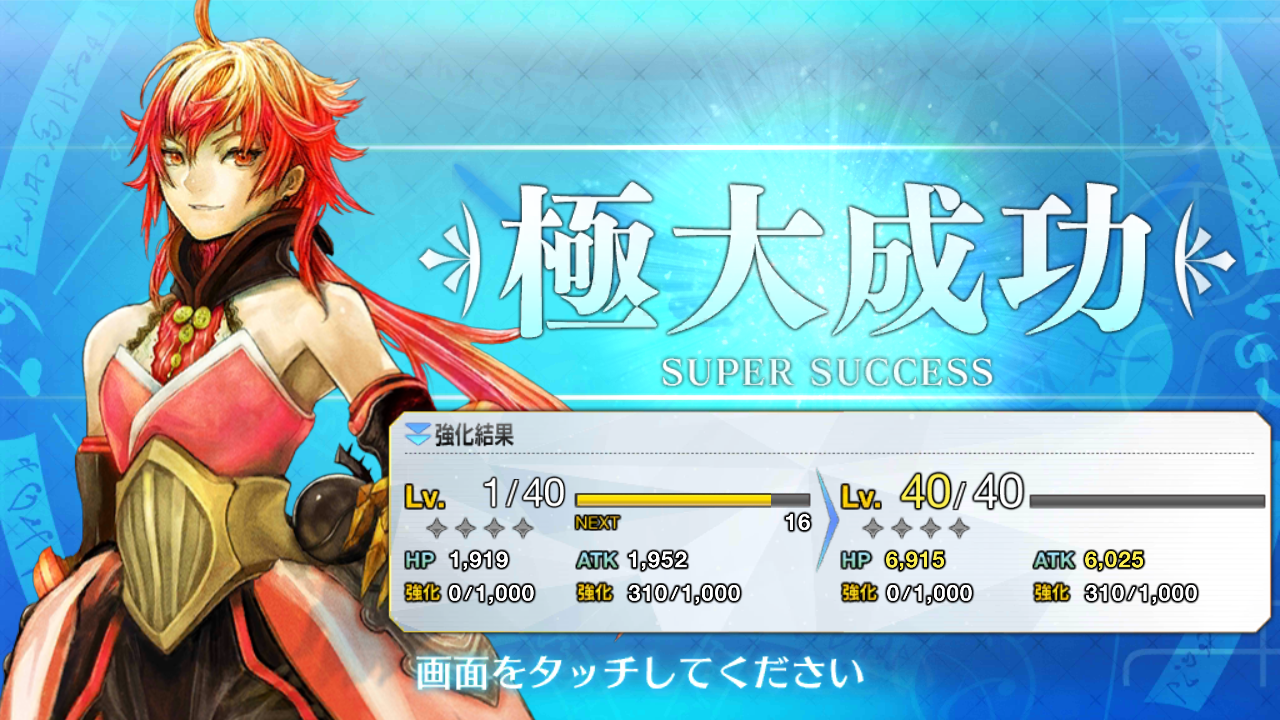 極大成功
SUPER SUCCESS
強化結果
Lv. 1/40
NEXT 16
HP 1,919 ATK 1,952
強化 0/1,000 強化 310/1,000
Lv. 40/40
HP 6,915 ATK 6,025
強化 0/1,000 強化 310/1,000
画面をタッチしてください